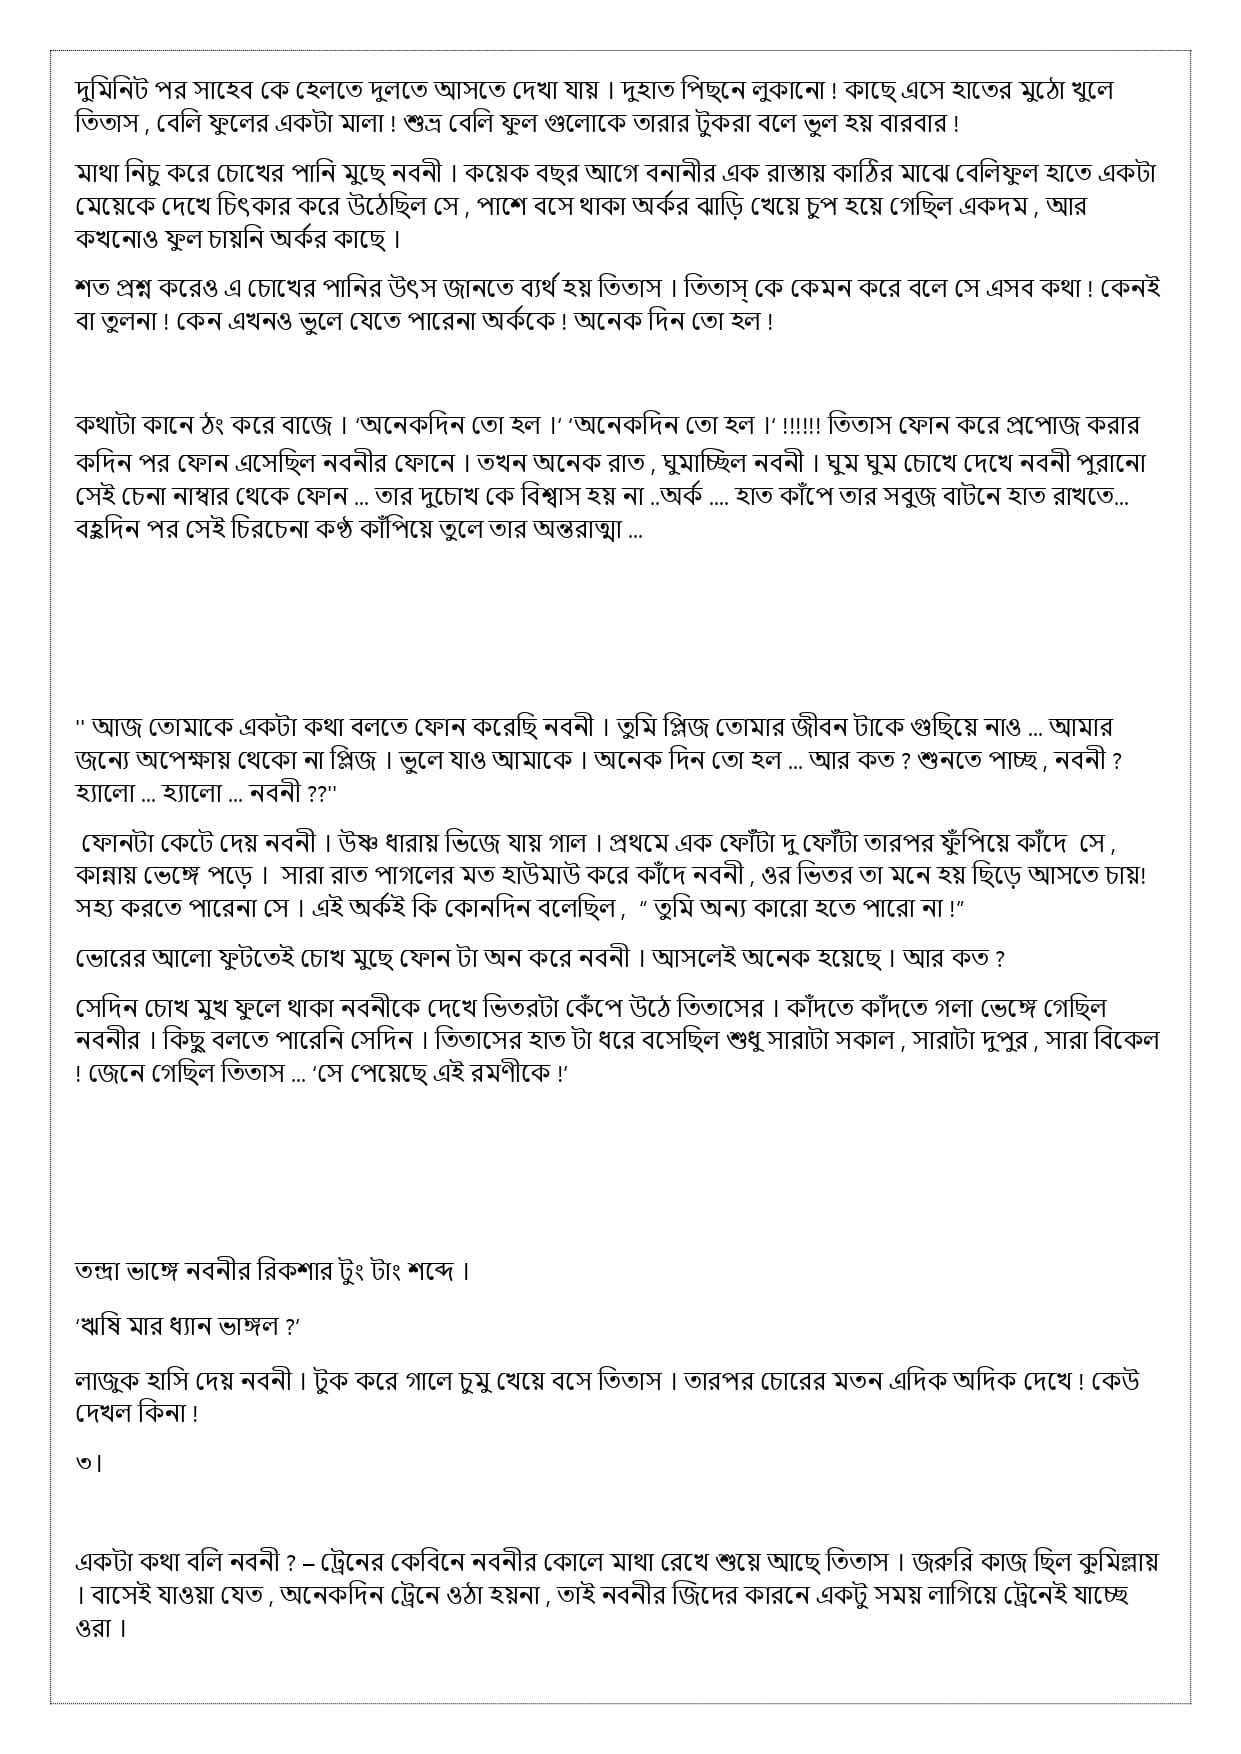 দুমিনিট পর সাহেব কে হেলতে দুলতে আসতে দেখা যায় । দুহাত পিছনে লুকানো ! কাছে এসে হাতের মুঠো খুলে
তিতাস , বেলি ফুলের একটা মালা ! শুভ্র বেলি ফুল গুলোকে তারার টুকরা বলে ভুল হয় বারবার !
মাথা নিচু করে চোখের পানি মুছে নবনী । কয়েক বছর আগে বনানীর এক রাস্তায় কাঠির মাঝে বেলিফুল হাতে একটা
মেয়েকে দেখে চিৎকার করে উঠেছিল সে , পাশে বসে থাকা অর্কর ঝাড়ি খেয়ে চুপ হয়ে গেছিল একদম , আর
কখনোও ফুল চায়নি অর্কর কাছে ।
শত প্রশ্ন করেও এ চোখের পানির উৎস জানতে ব্যর্থ হয় তিতাস । তিতাস্ কে কেমন করে বলে সে এসব কথা ! কেনই
বা তুলনা ! কেন এখনও ভুলে যেতে পারেনা অর্ককে ! অনেক দিন তো হল !
কথাটা কানে ঠং করে বাজে । ‘অনেকদিন তো হল ।’ ‘অনেকদিন তো হল ।‘ !!!!!! তিতাস ফোন করে প্রপোজ করার
কদিন পর ফোন এসেছিল নবনীর ফোনে । তখন অনেক রাত , ঘুমাচ্ছিল নবনী । ঘুম ঘুম চোখে দেখে নবনী পুরানো
সেই চেনা নাম্বার থেকে ফোন ... তার দুচোখ কে বিশ্বাস হয় না ..অর্ক .... হাত কাঁপে তার সবুজ বাটনে হাত রাখতে...
বহুদিন পর সেই চিরচেনা কণ্ঠ কাঁপিয়ে তুলে তার অন্তরাত্মা ...
'' আজ তোমাকে একটা কথা বলতে ফোন করেছি নবনী । তুমি প্লিজ তোমার জীবন টাকে গুছিয়ে নাও ... আমার
জন্যে অপেক্ষায় থেকো না প্লিজ । ভুলে যাও আমাকে । অনেক দিন তো হল ... আর কত ? শুনতে পাচ্ছ , নবনী ?
হ্যালো ... হ্যালো ... নবনী ??''
ফোনটা কেটে দেয় নবনী । উষ্ণ ধারায় ভিজে যায় গাল । প্রথমে এক ফোঁটা দু ফোঁটা তারপর ফুঁপিয়ে কাঁদে সে ,
কান্নায় ভেঙ্গে পড়ে । সারা রাত পাগলের মত হাউমাউ করে কাঁদে নবনী , ওর ভিতর তা মনে হয় ছিড়ে আসতে চায়!
সহ্য করতে পারেনা সে । এই অর্কই কি কোনদিন বলেছিল , “ তুমি অন্য কারো হতে পারো না !”
ভোরের আলো ফুটতেই চোখ মুছে ফোন টা অন করে নবনী । আসলেই অনেক হয়েছে । আর কত ?
সেদিন চোখ মুখ ফুলে থাকা নবনীকে দেখে ভিতরটা কেঁপে উঠে তিতাসের । কাঁদতে কাঁদতে গলা ভেঙ্গে গেছিল
নবনীর । কিছু বলতে পারেনি সেদিন । তিতাসের হাত টা ধরে বসেছিল শুধু সারাটা সকাল , সারাটা দুপুর , সারা বিকেল
! জেনে গেছিল তিতাস ... ‘সে পেয়েছে এই রমণীকে !’
তন্দ্রা ভাঙ্গে নবনীর রিকশার টুং টাং শব্দে ।
‘ঋষি মার ধ্যান ভাঙ্গল ?’
লাজুক হাসি দেয় নবনী । টুক করে গালে চুমু খেয়ে বসে তিতাস । তারপর চোরের মতন এদিক অদিক দেখে ! কেউ
দেখল কিনা !
৩।
একটা কথা বলি নবনী ? – ট্রেনের কেবিনে নবনীর কোলে মাথা রেখে শুয়ে আছে তিতাস । জরুরি কাজ ছিল কুমিল্লায়
। বাসেই যাওয়া যেত , অনেকদিন ট্রেনে ওঠা হয়না , তাই নবনীর জিদের কারনে একটু সময় লাগিয়ে ট্রেনেই যাচ্ছে
ওরা ।